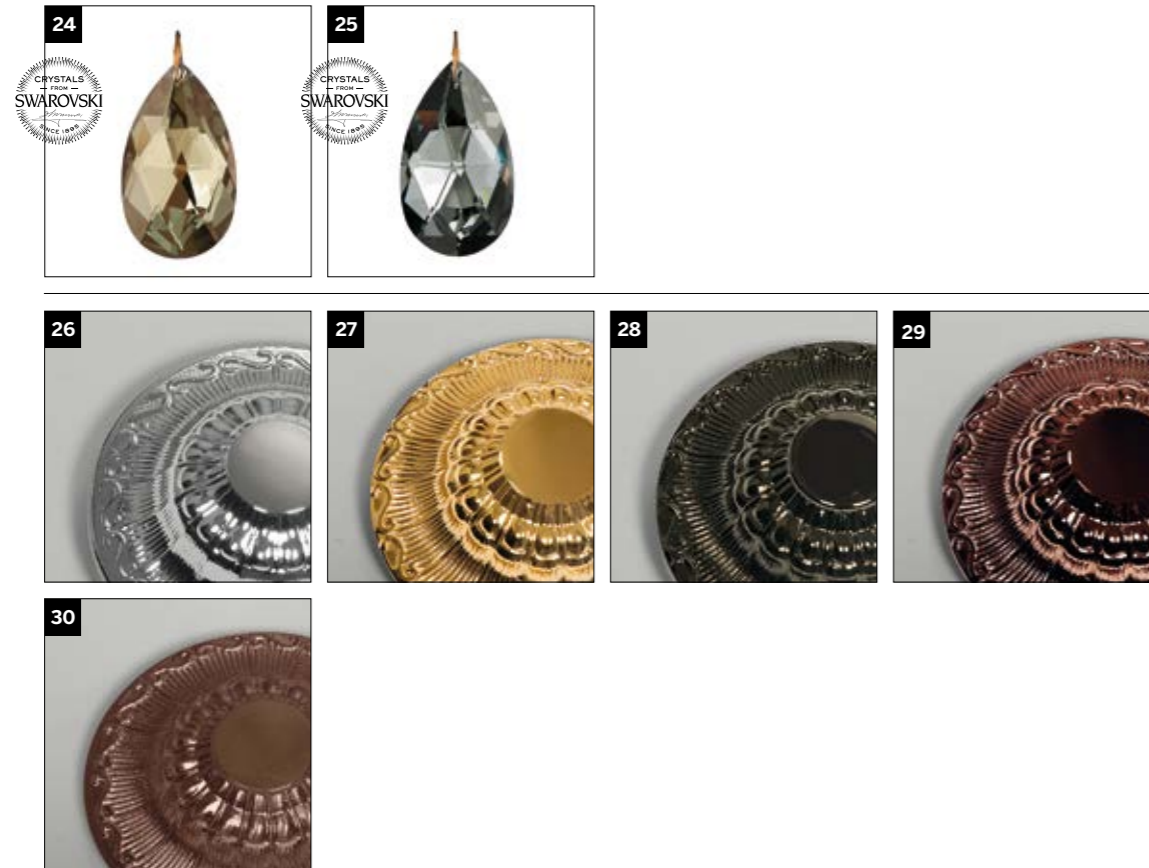 24
CRYSTALS
FROM
SWAROVSKI
SINCE 1895
25
CRYSTALS
FROM
SWAROVSKI
SINCE 1895
26
27
28
29
30